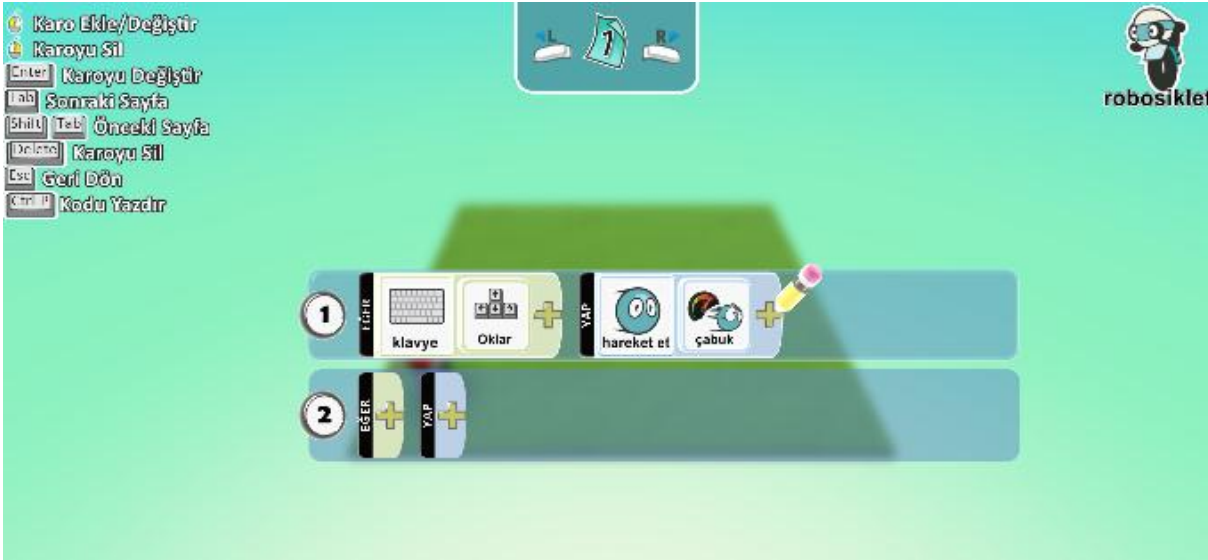 Karo Ekle/Değiştir
Karoyu Sil
Enter Karoyu Değiştir
Tab Sonraki Sayfa
Shift Tab Önceki Sayfa
Delete Karoyu Sil
Esc Geri Dön
Ctrl P Kodu Yazdır
L 1 R
robosiklet
1 EĞER klavye Oklar YAP hareket et çabuk
2 EĞER YAP